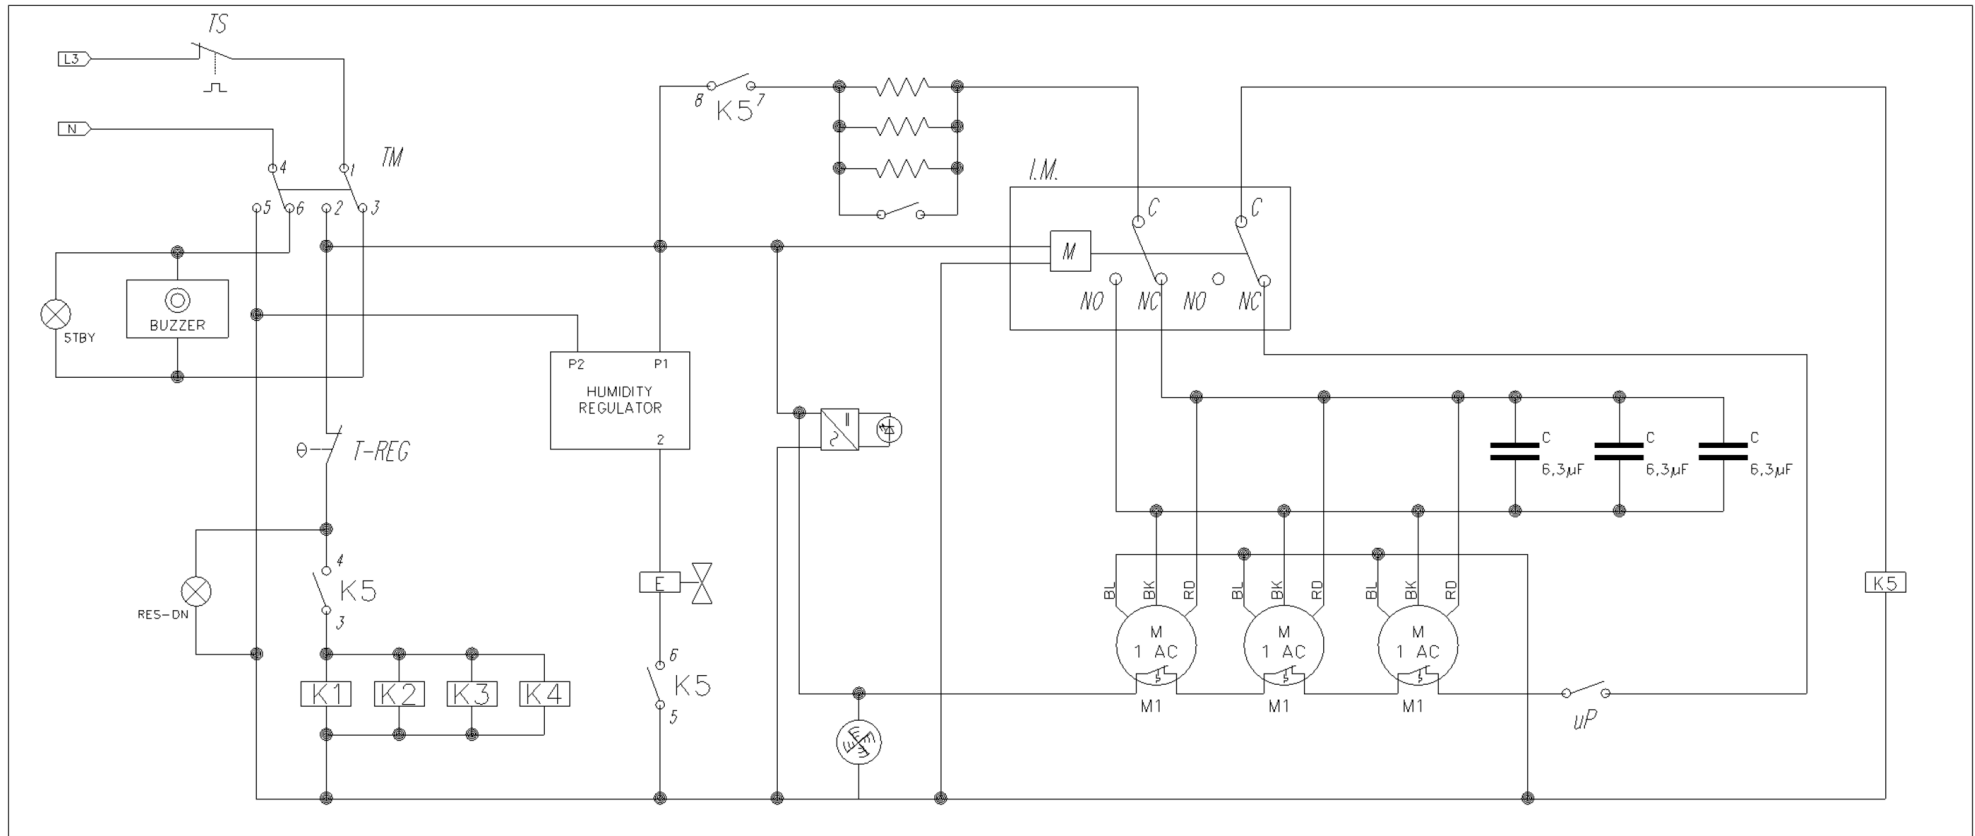 TS
L3
N
4
1
TM
5
6
2
3
8
K5
7
I.M.
C
C
M
NO
NC
NO
NC
STBY
BUZZER
P2
P1
HUMIDITY
REGULATOR
2
θ
T-REG
C
6,3µF
C
6,3µF
C
6,3µF
4
K5
3
RES-DN
E
6
K5
5
BL
BK
RD
BL
BK
RD
BL
BK
RD
K5
M
1 AC
M
1 AC
M
1 AC
K1
K2
K3
K4
M1
M1
M1
uP